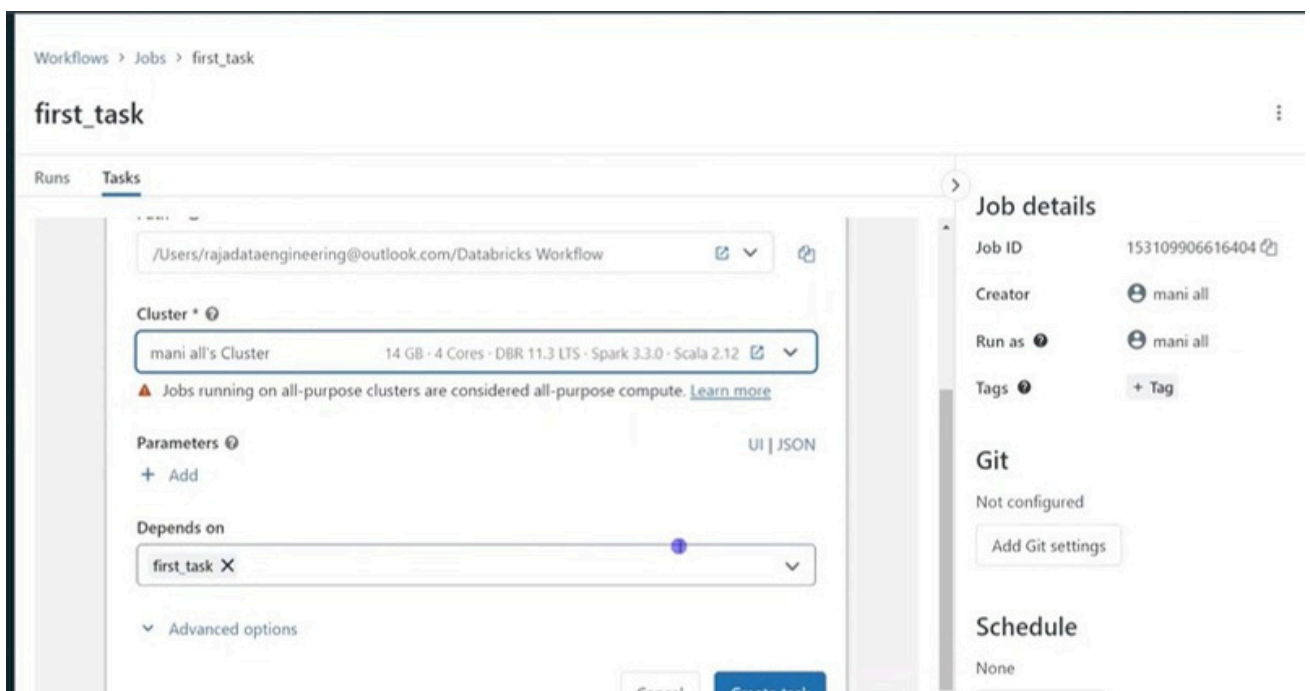 Workflows > Jobs > first_task
first_task
Runs Tasks
/Users/rajadataengineering@outlook.com/Databricks Workflow
Cluster *
mani all's Cluster 14 GB · 4 Cores · DBR 11.3 LTS · Spark 3.3.0 · Scala 2.12
Jobs running on all-purpose clusters are considered all-purpose compute. Learn more
Parameters UI | JSON
+ Add
Depends on
first_task X
Advanced options
Job details
Job ID 153109906616404
Creator mani all
Run as mani all
Tags + Tag
Git
Not configured
Add Git settings
Schedule
None